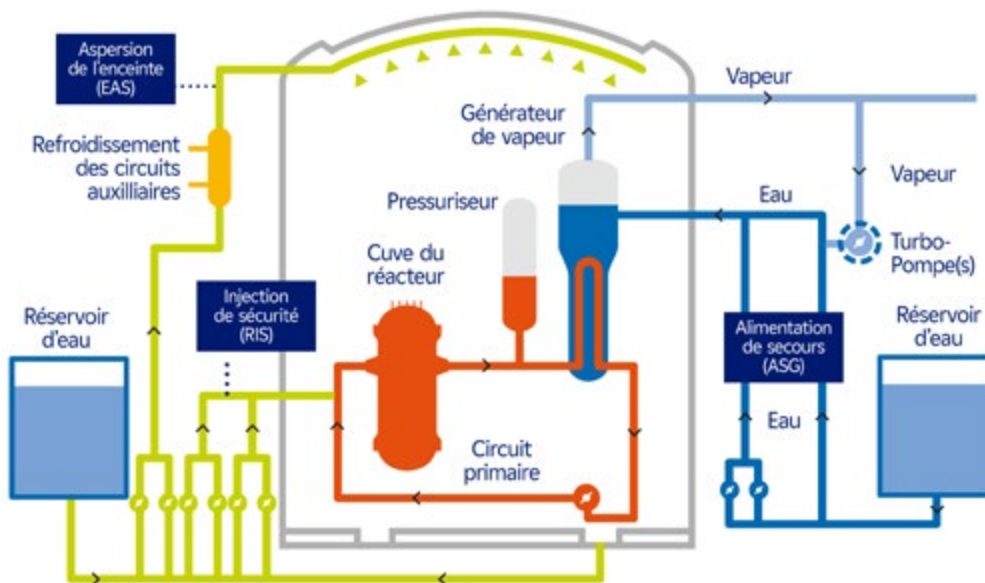 Aspersion
de l'enceinte
(EAS)
Refroidissement
des circuits
auxilliaires
Réservoir
d'eau
Injection
de sécurité
(RIS)
Cuve du
réacteur
Pressuriseur
Générateur
de vapeur
Circuit
primaire
Vapeur
Vapeur
Eau
Turbo-
Pompe(s)
Alimentation
de secours
(ASG)
Eau
Réservoir
d'eau